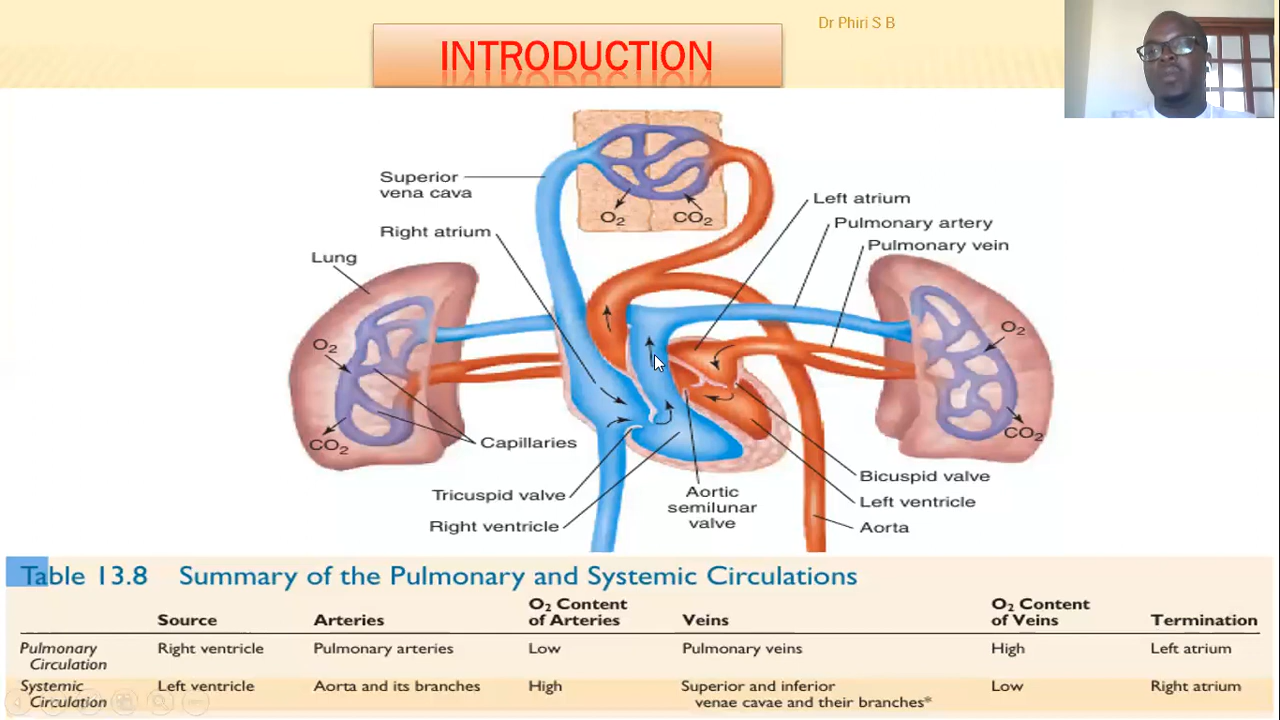 Dr Phiri S B
INTRODUCTION
Superior
vena cava
O2
CO2
Left atrium
Right atrium
Pulmonary artery
Pulmonary vein
Lung
O2
CO2
O2
CO2
Capillaries
Tricuspid valve
Right ventricle
Aortic
semilunar
valve
Bicuspid valve
Left ventricle
Aorta
Table 13.8 Summary of the Pulmonary and Systemic Circulations
Source Arteries O2 Content of Arteries Veins O2 Content of Veins Termination
Pulmonary Circulation Right ventricle Pulmonary arteries Low Pulmonary veins High Left atrium
Systemic Circulation Left ventricle Aorta and its branches High Superior and inferior venae cavae and their branches* Low Right atrium